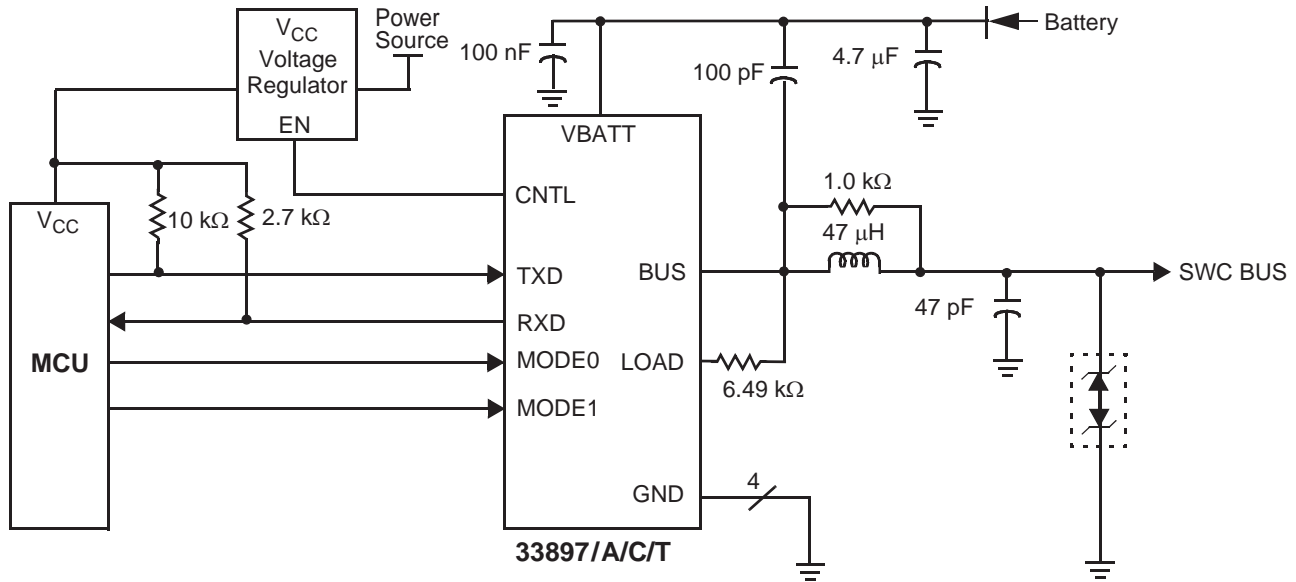 V_CC
Voltage
Regulator
EN
Power
Source
100 nF
100 pF
4.7 μF
Battery
VBATT
CNTL
10 kΩ
2.7 kΩ
1.0 kΩ
47 μH
V_CC
TXD
BUS
SWC BUS
47 pF
RXD
MCU
MODE0
LOAD
6.49 kΩ
MODE1
GND
4
33897/A/C/T